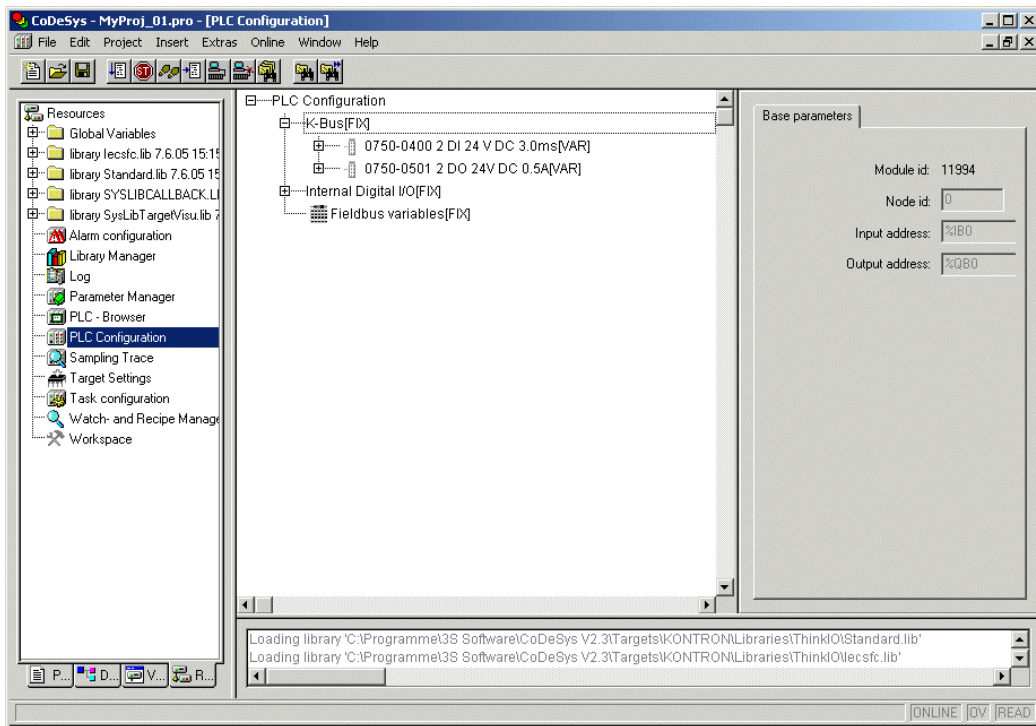 CoDeSys - MyProj_01.pro - [PLC Configuration]
File Edit Project Insert Extras Online Window Help
Resources
Global Variables
library Iecsfc.lib 7.6.05 15:15
library Standard.lib 7.6.05 15
library SYSLIBCALLBACK.LI
library SysLibTargetVisu.lib 7
Alarm configuration
Library Manager
Log
Parameter Manager
PLC - Browser
PLC Configuration
Sampling Trace
Target Settings
Task configuration
Watch- and Recipe Manage
Workspace
P...
D...
V...
R...
PLC Configuration
K-Bus[FIX]
0750-0400 2 DI 24 V DC 3.0ms[VAR]
0750-0501 2 DO 24V DC 0.5A[VAR]
Internal Digital I/O[FIX]
Fieldbus variables[FIX]
Base parameters
Module id: 11994
Node id: 0
Input address: %IB0
Output address: %QB0
Loading library 'C:\Programme\3S Software\CoDeSys V2.3\Targets\KONTRON\Libraries\ThinkIO\Standard.lib'
Loading library 'C:\Programme\3S Software\CoDeSys V2.3\Targets\KONTRON\Libraries\ThinkIO\Iecsfc.lib'
ONLINE OV READ